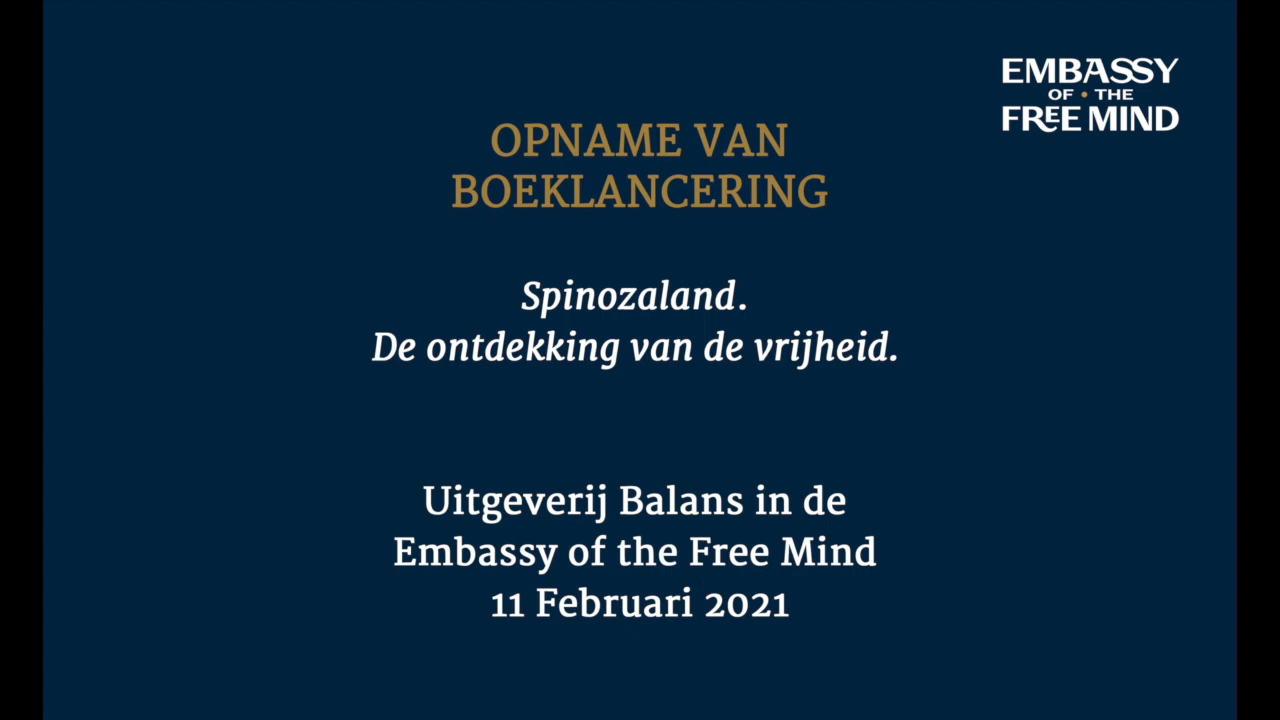 EMBASSY
OF • THE
FREE MIND
OPNAME VAN
BOEKLANCERING
Spinozaland.
De ontdekking van de vrijheid.
Uitgeverij Balans in de
Embassy of the Free Mind
11 Februari 2021